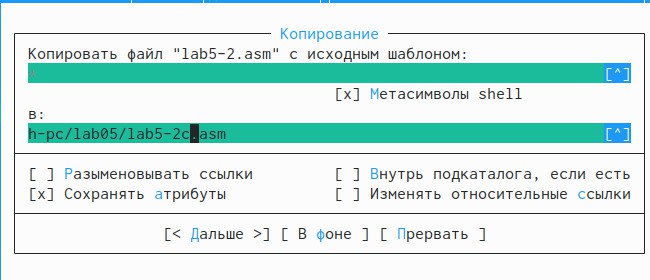 Копирование
Копировать файл "lab5-2.asm" с исходным шаблоном:
* [^]
[x] Метасимволы shell
в:
h-pc/lab05/lab5-2c.asm [^]
[ ] Разыменовывать ссылки [ ] Внутрь подкаталога, если есть
[x] Сохранять атрибуты [ ] Изменять относительные ссылки
[< Дальше >] [ В фоне ] [ Прервать ]